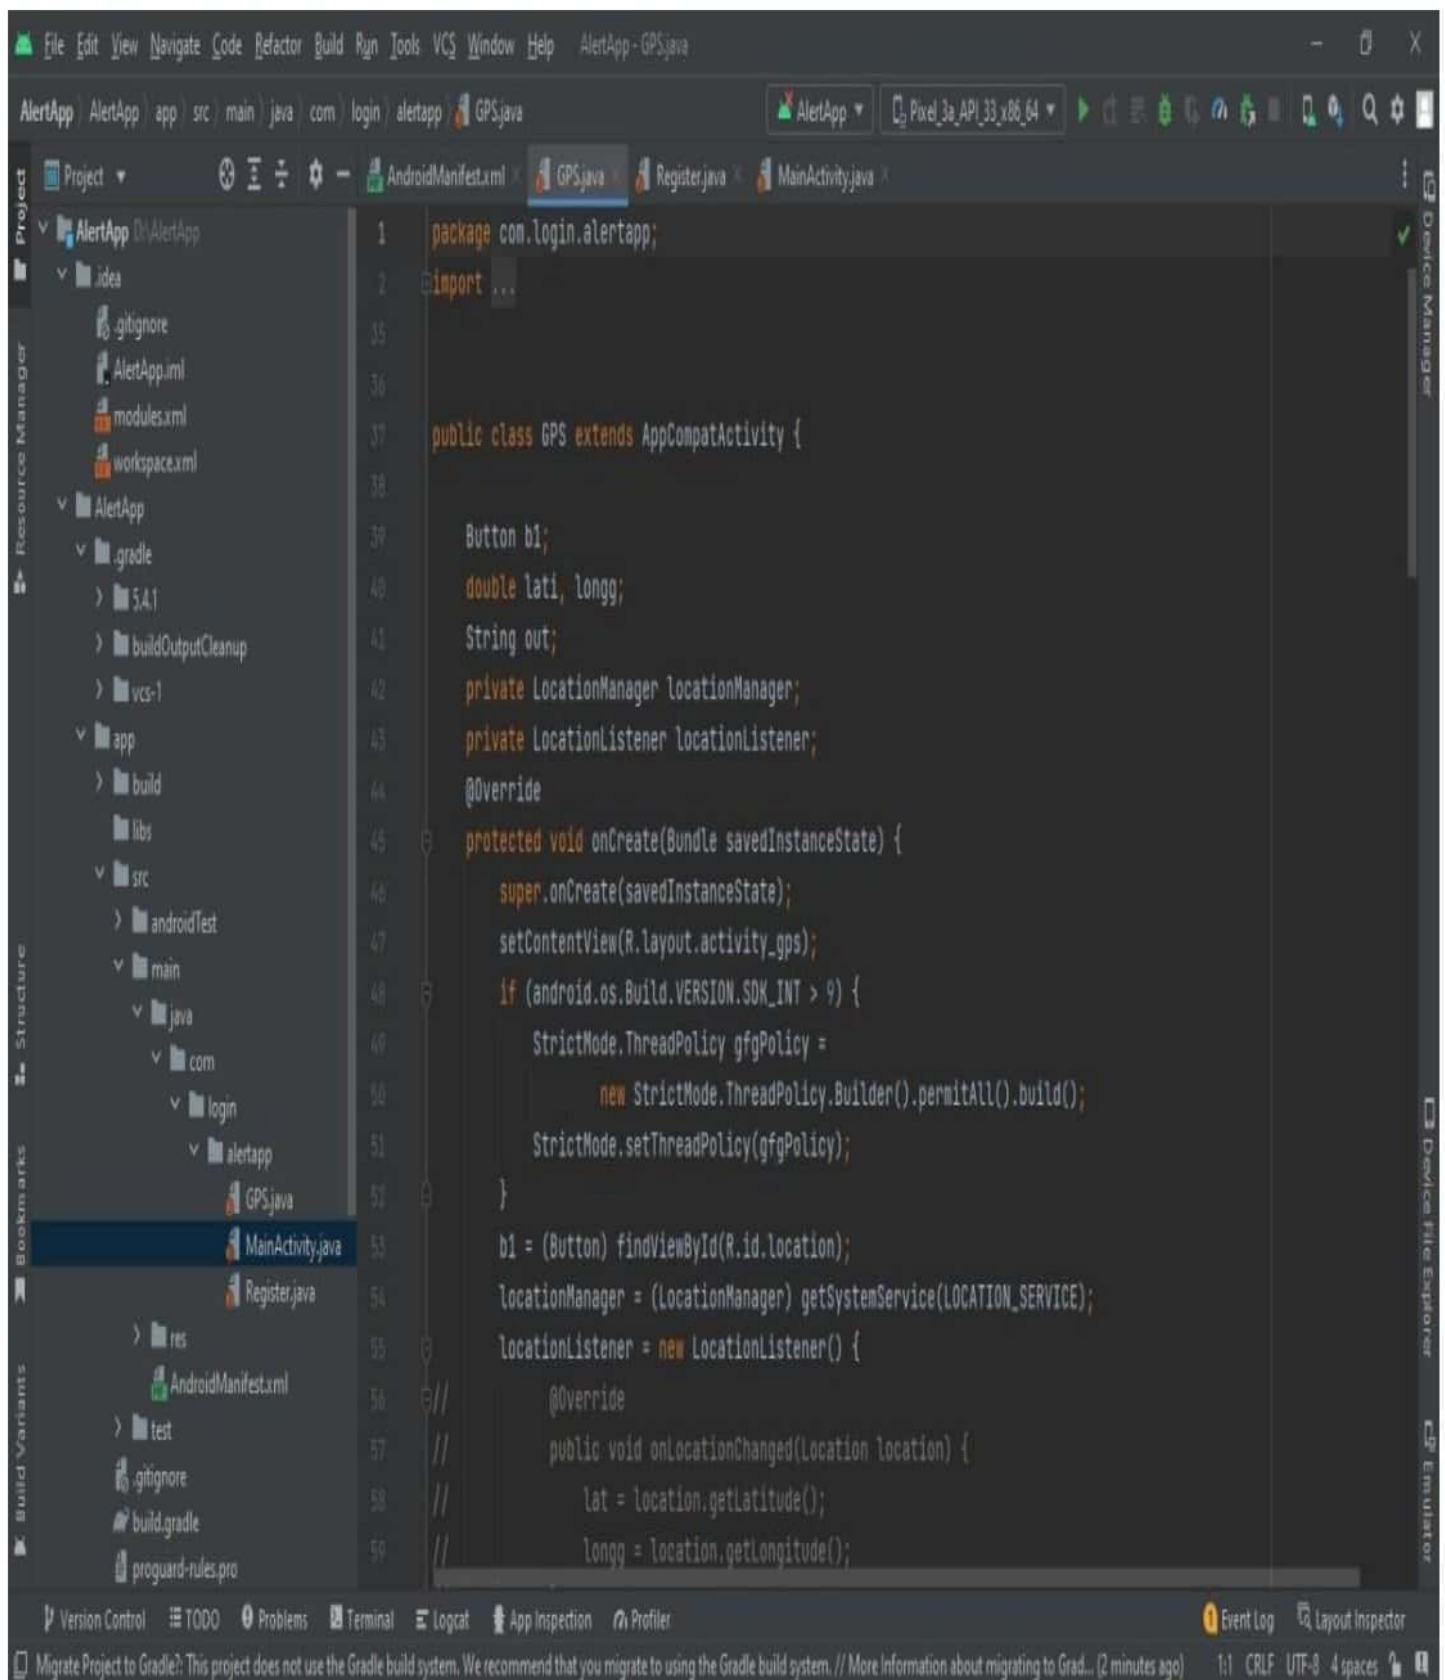 File Edit View Navigate Code Refactor Build Run Tools VCS Window Help AlertApp - GPS.java
AlertApp AlertApp app src main java com login alertapp GPS.java AlertApp Pixel_3a_API_33_x86_64
Project AndroidManifest.xml GPS.java Register.java MainActivity.java
Project
Resource Manager
Structure
Bookmarks
Build Variants
AlertApp D:\AlertApp
.idea
.gitignore
AlertApp.iml
modules.xml
workspace.xml
AlertApp
.gradle
5.4.1
buildOutputCleanup
vcs-1
app
build
libs
src
androidTest
main
java
com
login
alertapp
GPS.java
MainActivity.java
Register.java
res
AndroidManifest.xml
test
.gitignore
build.gradle
proguard-rules.pro
1 package com.login.alertapp;
2 import ...
35
36
37 public class GPS extends AppCompatActivity {
38
39 Button b1;
40 double lati, longg;
41 String out;
42 private LocationManager locationManager;
43 private LocationListener locationListener;
44 @Override
45 protected void onCreate(Bundle savedInstanceState) {
46 super.onCreate(savedInstanceState);
47 setContentView(R.layout.activity_gps);
48 if (android.os.Build.VERSION.SDK_INT > 9) {
49 StrictMode.ThreadPolicy gfgPolicy =
50 new StrictMode.ThreadPolicy.Builder().permitAll().build();
51 StrictMode.setThreadPolicy(gfgPolicy);
52 }
53 b1 = (Button) findViewById(R.id.location);
54 locationManager = (LocationManager) getSystemService(LOCATION_SERVICE);
55 locationListener = new LocationListener() {
56 // @Override
57 // public void onLocationChanged(Location location) {
58 // lat = location.getLatitude();
59 // longg = location.getLongitude();
Device Manager
Device File Explorer
Emulator
Version Control TODO Problems Terminal Logcat App Inspection Profiler 1 Event Log Layout Inspector
Migrate Project to Gradle?: This project does not use the Gradle build system. We recommend that you migrate to using the Gradle build system. // More Information about migrating to Grad... (2 minutes ago) 1:1 CRLF UTF-8 4 spaces